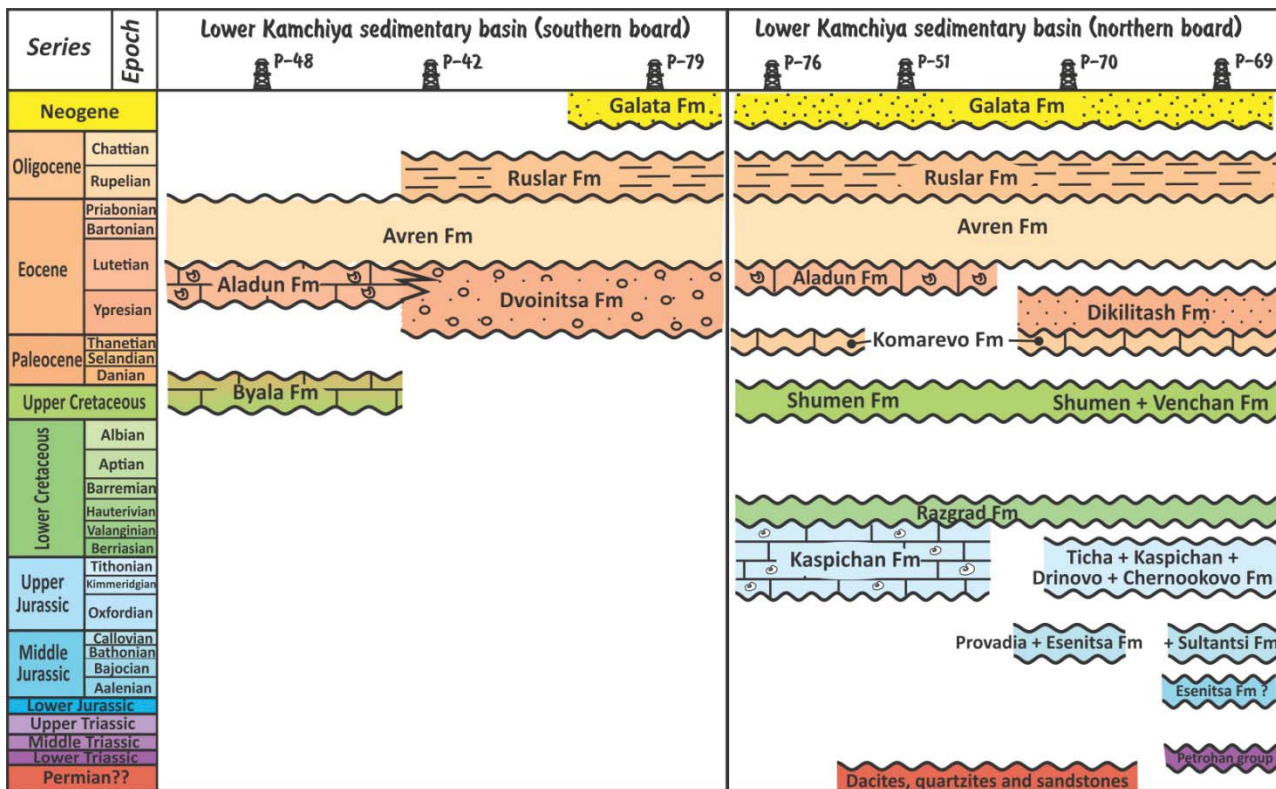 Series
Epoch
Lower Kamchiya sedimentary basin (southern board)
Lower Kamchiya sedimentary basin (northern board)
P-48
P-42
P-79
P-76
P-51
P-70
P-69
Neogene
Galata Fm
Galata Fm
Oligocene
Chattian
Rupelian
Ruslar Fm
Ruslar Fm
Eocene
Priabonian
Bartonian
Lutetian
Ypresian
Avren Fm
Avren Fm
Aladun Fm
Dvoinitsa Fm
Aladun Fm
Dikilitash Fm
Paleocene
Thanetian
Selandian
Danian
Komarevo Fm
Byala Fm
Upper Cretaceous
Shumen Fm
Shumen + Venchan Fm
Lower Cretaceous
Albian
Aptian
Barremian
Hauterivian
Valanginian
Berriasian
Razgrad Fm
Kaspichan Fm
Upper
Jurassic
Tithonian
Kimmeridgian
Oxfordian
Ticha + Kaspichan +
Drinovo + Chernookovo Fm
Middle
Jurassic
Callovian
Bathonian
Bajocian
Aalenian
Provadia + Esenitsa Fm
+ Sultantsi Fm
Esenitsa Fm ?
Lower Jurassic
Upper Triassic
Middle Triassic
Lower Triassic
Petrohan group
Permian??
Dacites, quartzites and sandstones